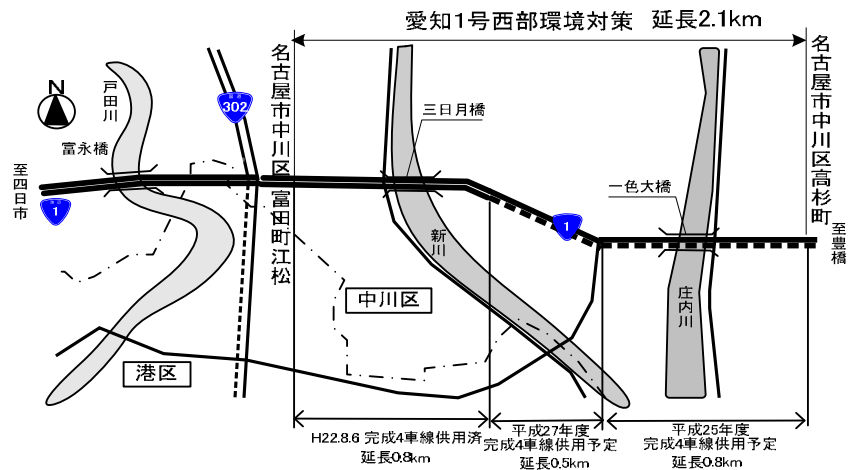 愛知1号西部環境対策 延長2.1km
N
戸田川
富永橋
国道
302
名古屋市中川区富田町江松
三日月橋
一色大橋
名古屋市中川区高杉町
至四日市
国道
1
1
至豊橋
新川
庄内川
中川区
港区
H22.8.6 完成4車線供用済
延長0.8km
平成27年度
完成4車線供用予定
延長0.5km
平成25年度
完成4車線供用予定
延長0.8km